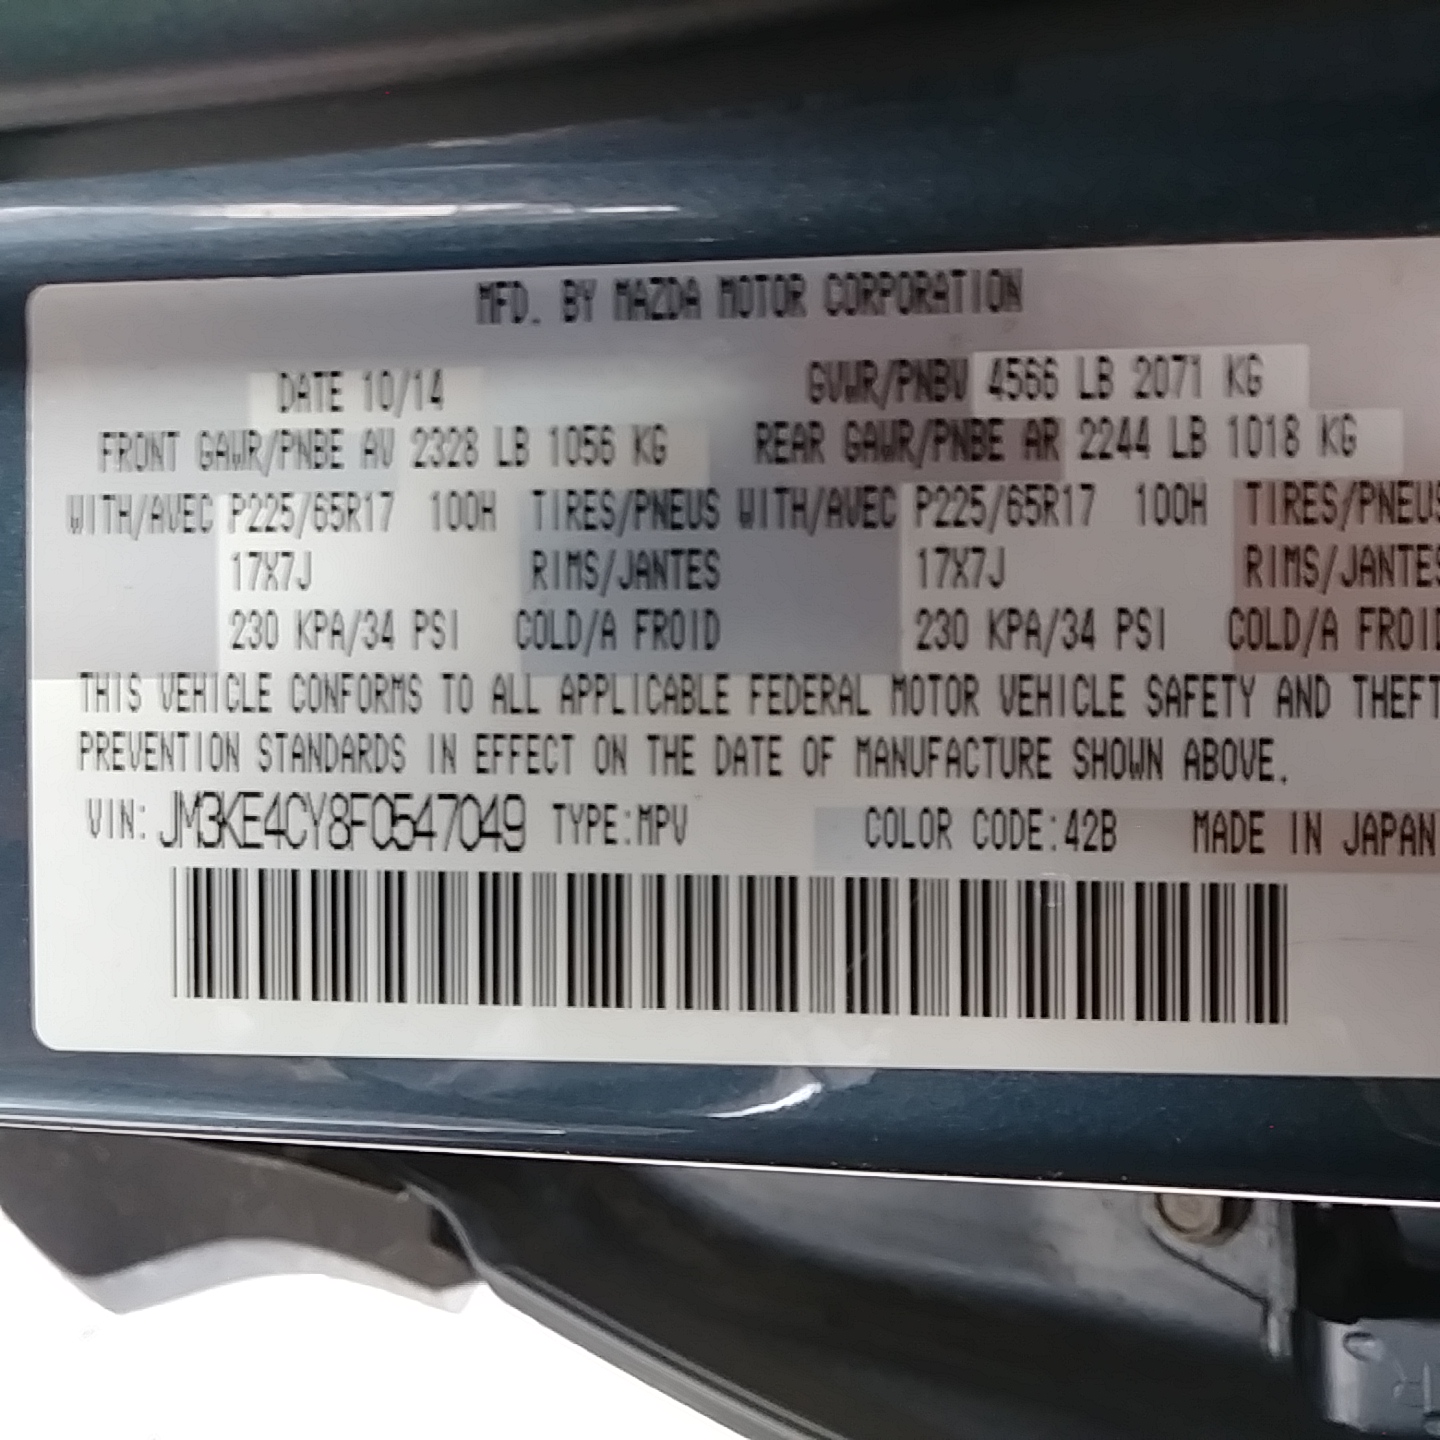 MFD. BY MAZDA MOTOR CORPORATION
DATE 10/14 GVWR/PNBV 4566 LB 2071 KG
FRONT GAWR/PNBE AV 2328 LB 1056 KG REAR GAWR/PNBE AR 2244 LB 1018 KG
WITH/AVEC P225/65R17 100H TIRES/PNEUS WITH/AVEC P225/65R17 100H TIRES/PNEUS
17X7J RIMS/JANTES 17X7J RIMS/JANTES
230 KPA/34 PSI COLD/A FROID 230 KPA/34 PSI COLD/A FROID
THIS VEHICLE CONFORMS TO ALL APPLICABLE FEDERAL MOTOR VEHICLE SAFETY AND THEFT
PREVENTION STANDARDS IN EFFECT ON THE DATE OF MANUFACTURE SHOWN ABOVE.
VIN: JM3KE4CY8F0547049 TYPE:MPV COLOR CODE:42B MADE IN JAPAN